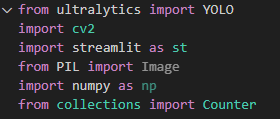 from ultralytics import YOLO
import cv2
import streamlit as st
from PIL import Image
import numpy as np
from collections import Counter